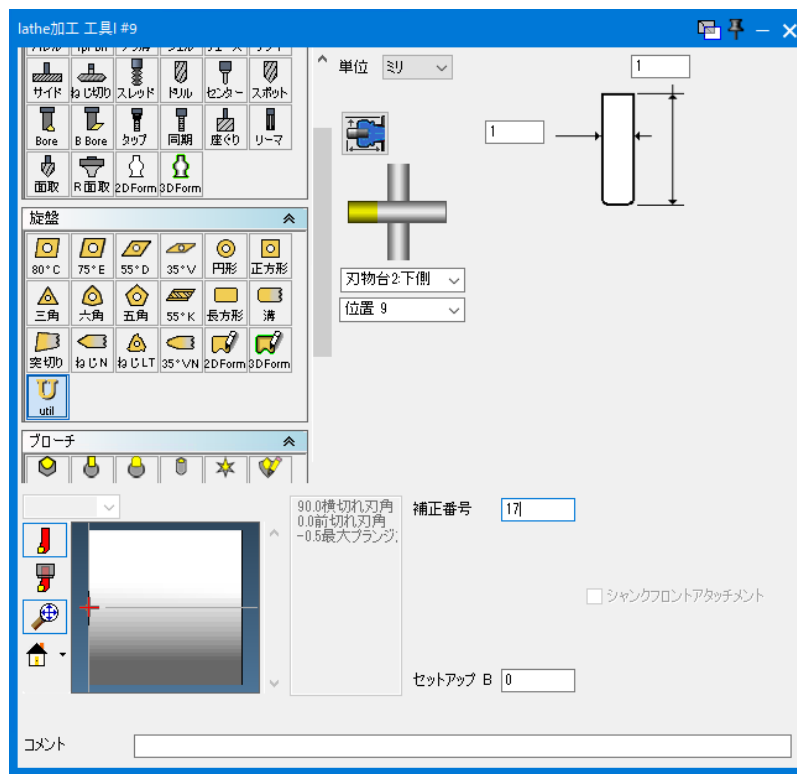 lathe加工 工具I #9
サイド ねじ切り スレッド ドリル センター スポット
Bore B Bore タップ 同期 座ぐり リーマ
面取 R面取 2DForm 3DForm
旋盤
80°C 75°E 55°D 35°V 円形 正方形
三角 六角 五角 55°K 長方形 溝
突切り ねじN ねじLT 35°VN 2DForm 3DForm
util
ブローチ
単位 ミリ
1
1
刃物台2:下側
位置 9
90.0横切れ刃角
0.0前切れ刃角
-0.5最大プランジ:
補正番号 17
シャンクフロントアタッチメント
セットアップ B 0
コメント